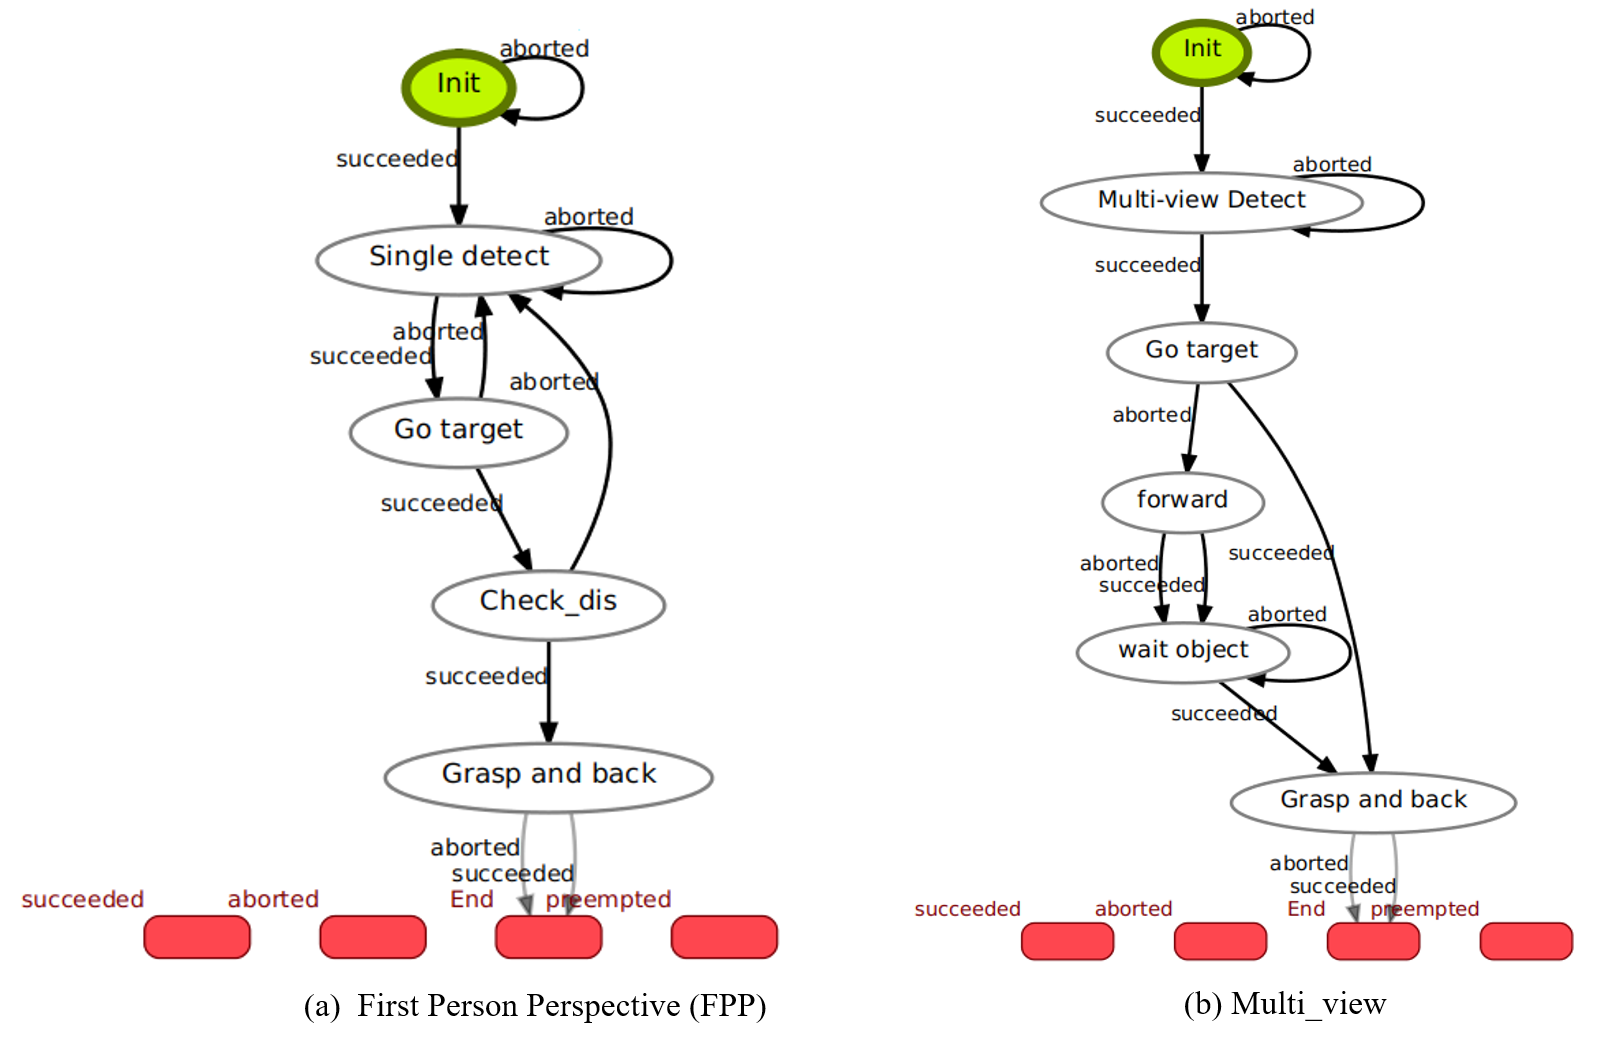 aborted
Init
succeeded
aborted
Single detect
aborted
succeeded
aborted
Go target
succeeded
Check_dis
succeeded
Grasp and back
aborted
succeeded
succeeded
aborted
End
preempted
(a) First Person Perspective (FPP)
aborted
Init
succeeded
aborted
Multi-view Detect
succeeded
Go target
aborted
forward
succeeded
aborted
succeeded
aborted
wait object
succeeded
Grasp and back
aborted
succeeded
succeeded
aborted
End
preempted
(b) Multi_view